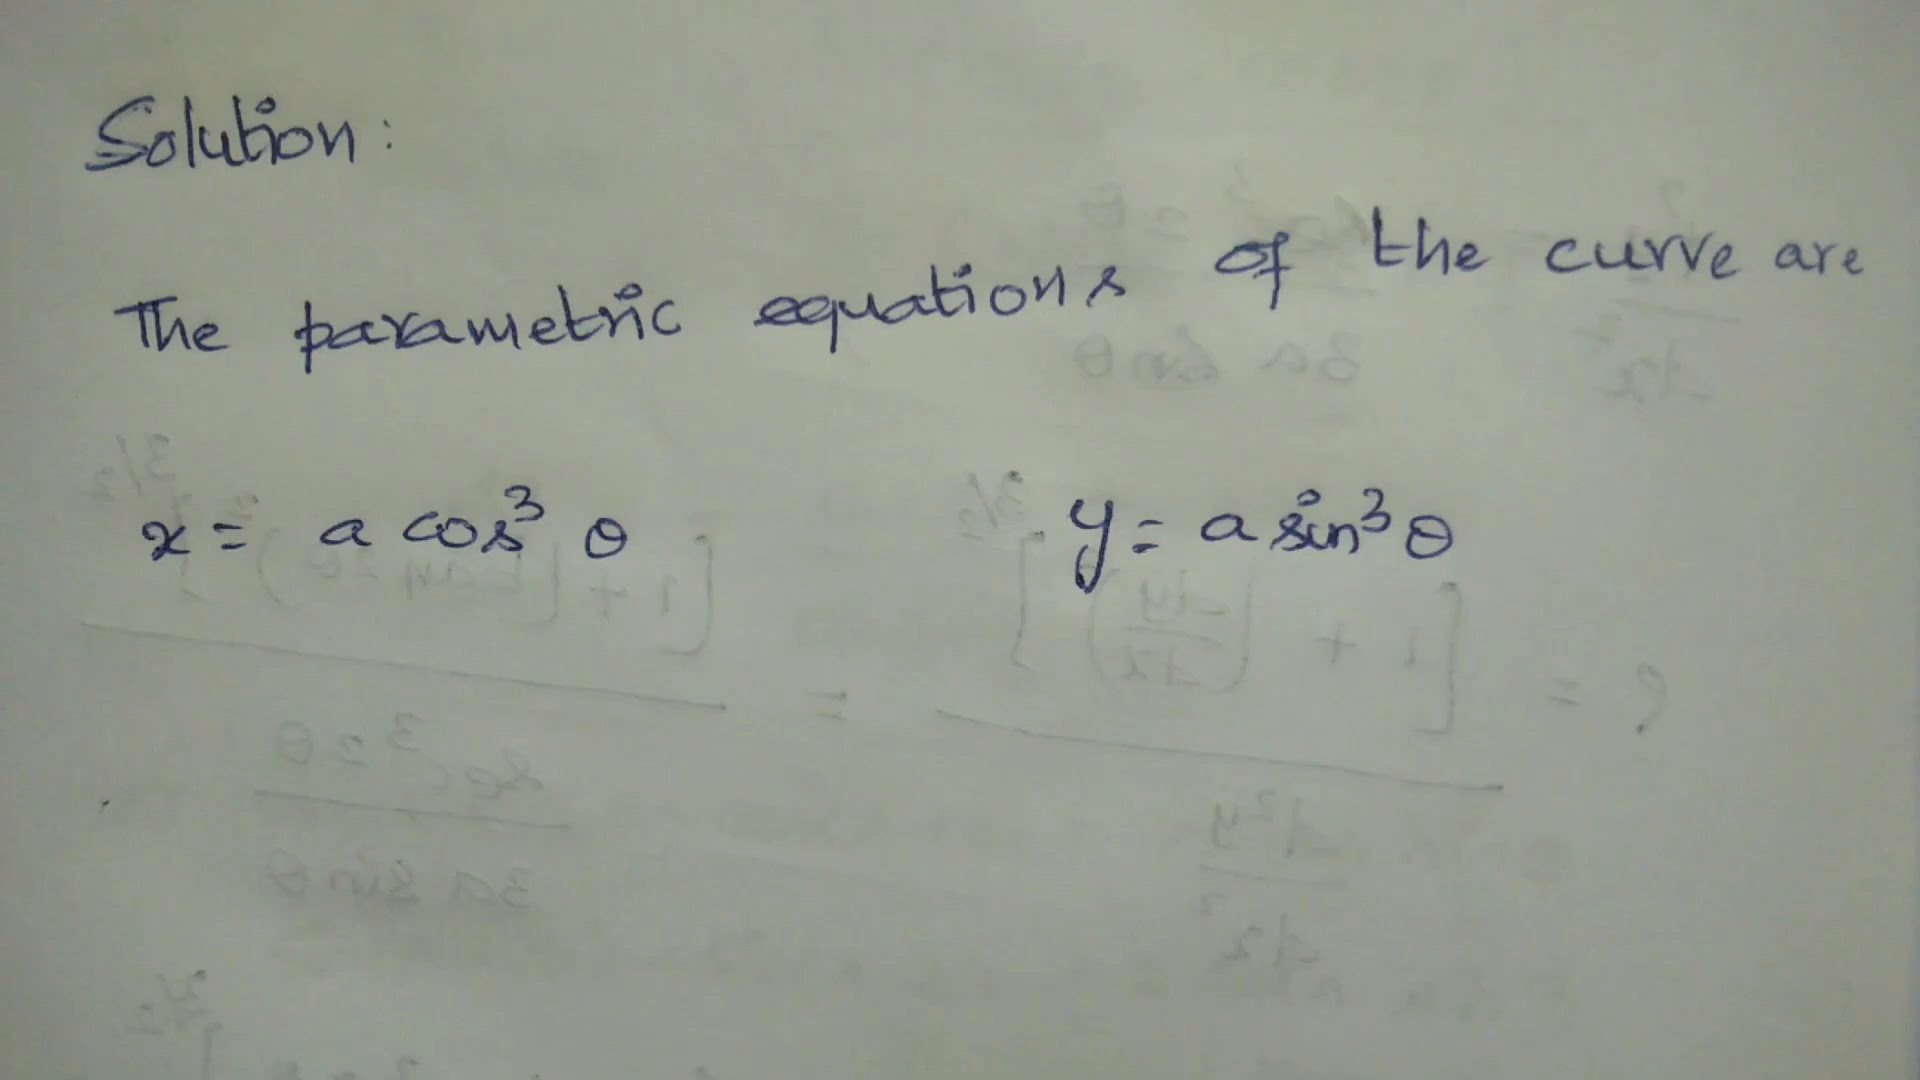 Solution:
The parametric equations of the curve are
x = a cos³ θ y = a sin³ θ